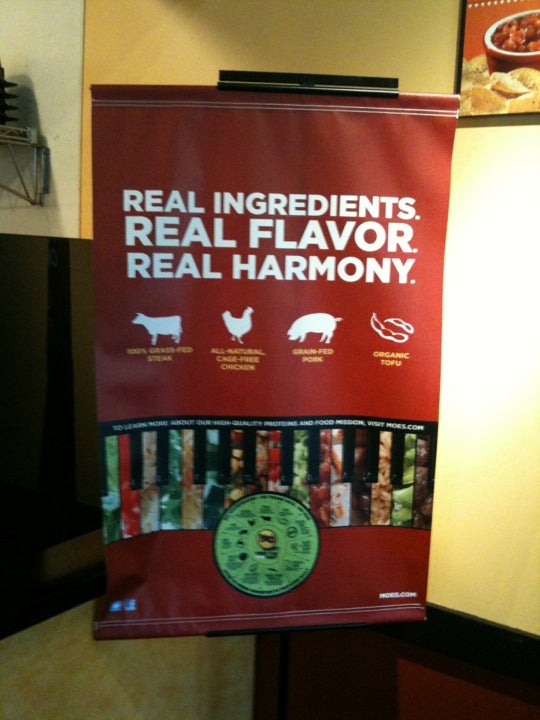 REAL INGREDIENTS.
REAL FLAVOR.
REAL HARMONY.
100% GRASS-FED
STEAK
ALL-NATURAL,
CAGE-FREE
CHICKEN
GRAIN-FED
PORK
ORGANIC
TOFU
TO LEARN MORE ABOUT OUR HIGH-QUALITY PROTEINS AND FOOD MISSION, VISIT MOES.COM
MOES.COM